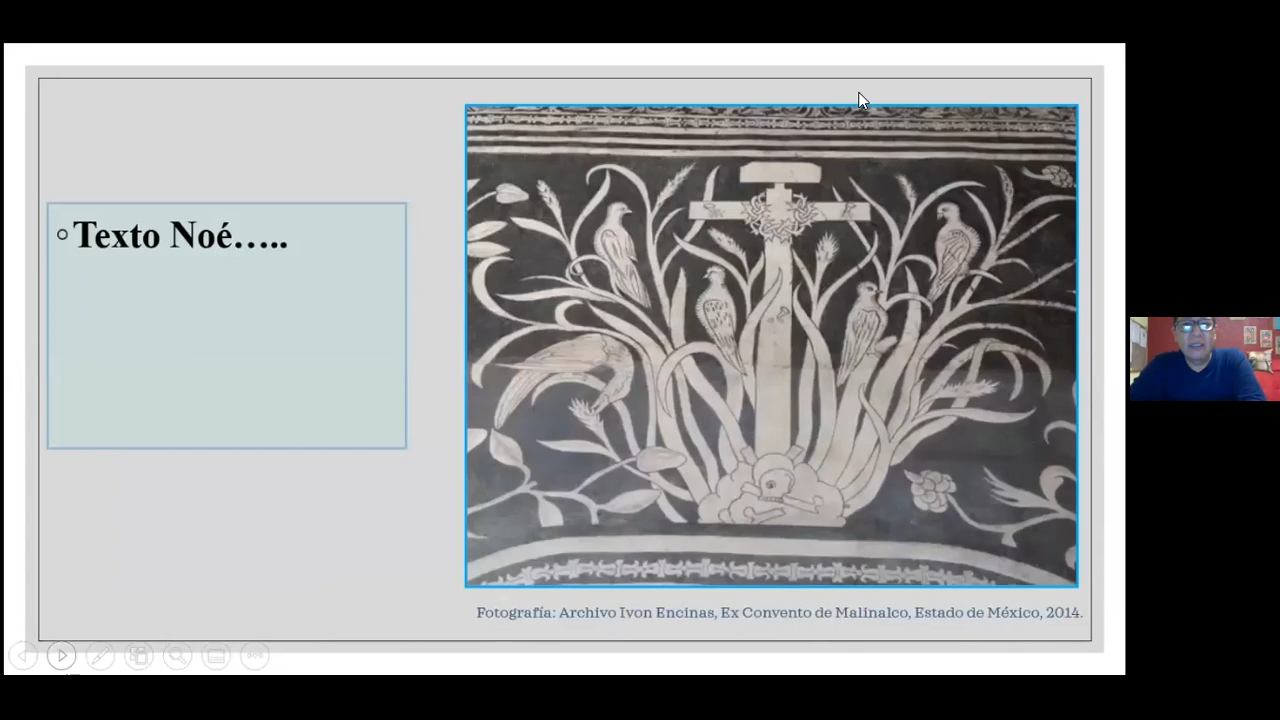 Texto Noé.....
Fotografía: Archivo Ivon Encinas, Ex Convento de Malinalco, Estado de México, 2014.